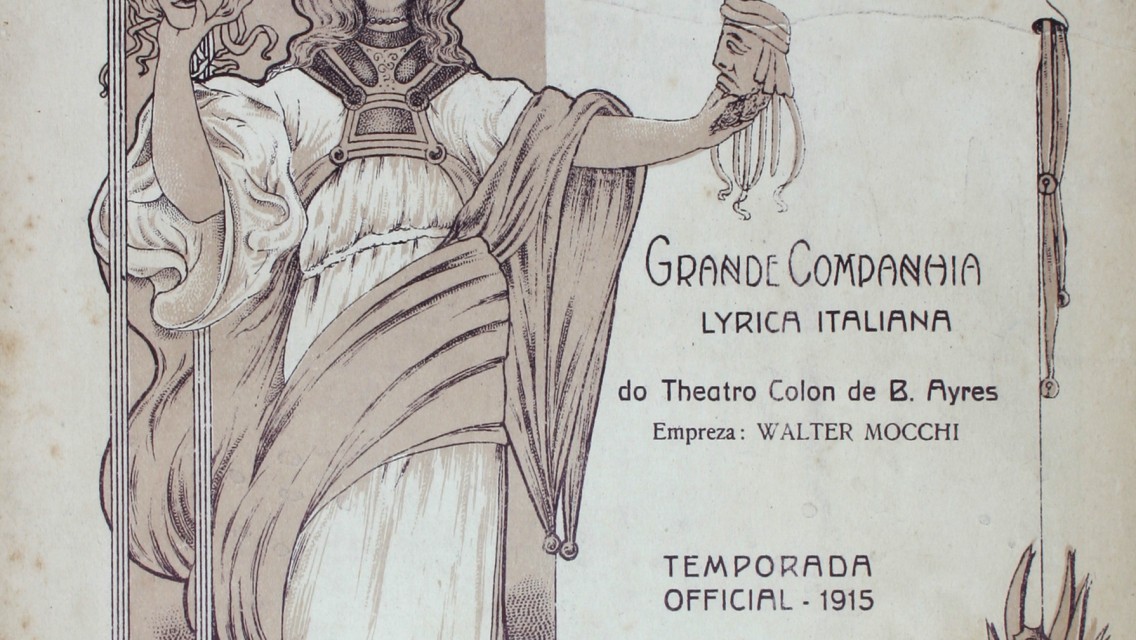 GRANDE COMPANHIA
LYRICA ITALIANA
do Theatro Colon de B. Ayres
Empreza: WALTER MOCCHI
TEMPORADA
OFFICIAL - 1915